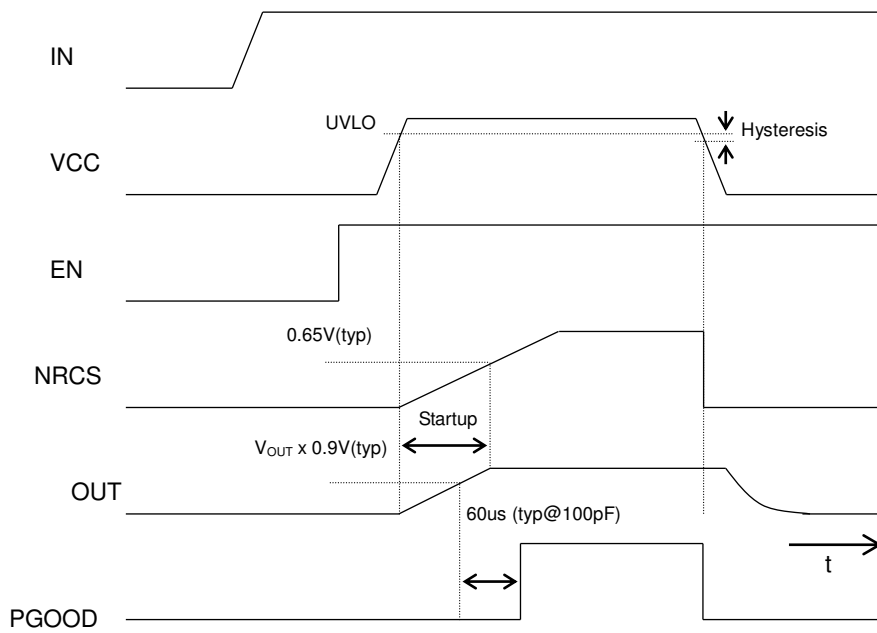 IN
UVLO
Hysteresis
VCC
EN
0.65V(typ)
NRCS
Startup
VOUT x 0.9V(typ)
OUT
60us (typ@100pF)
t
PGOOD